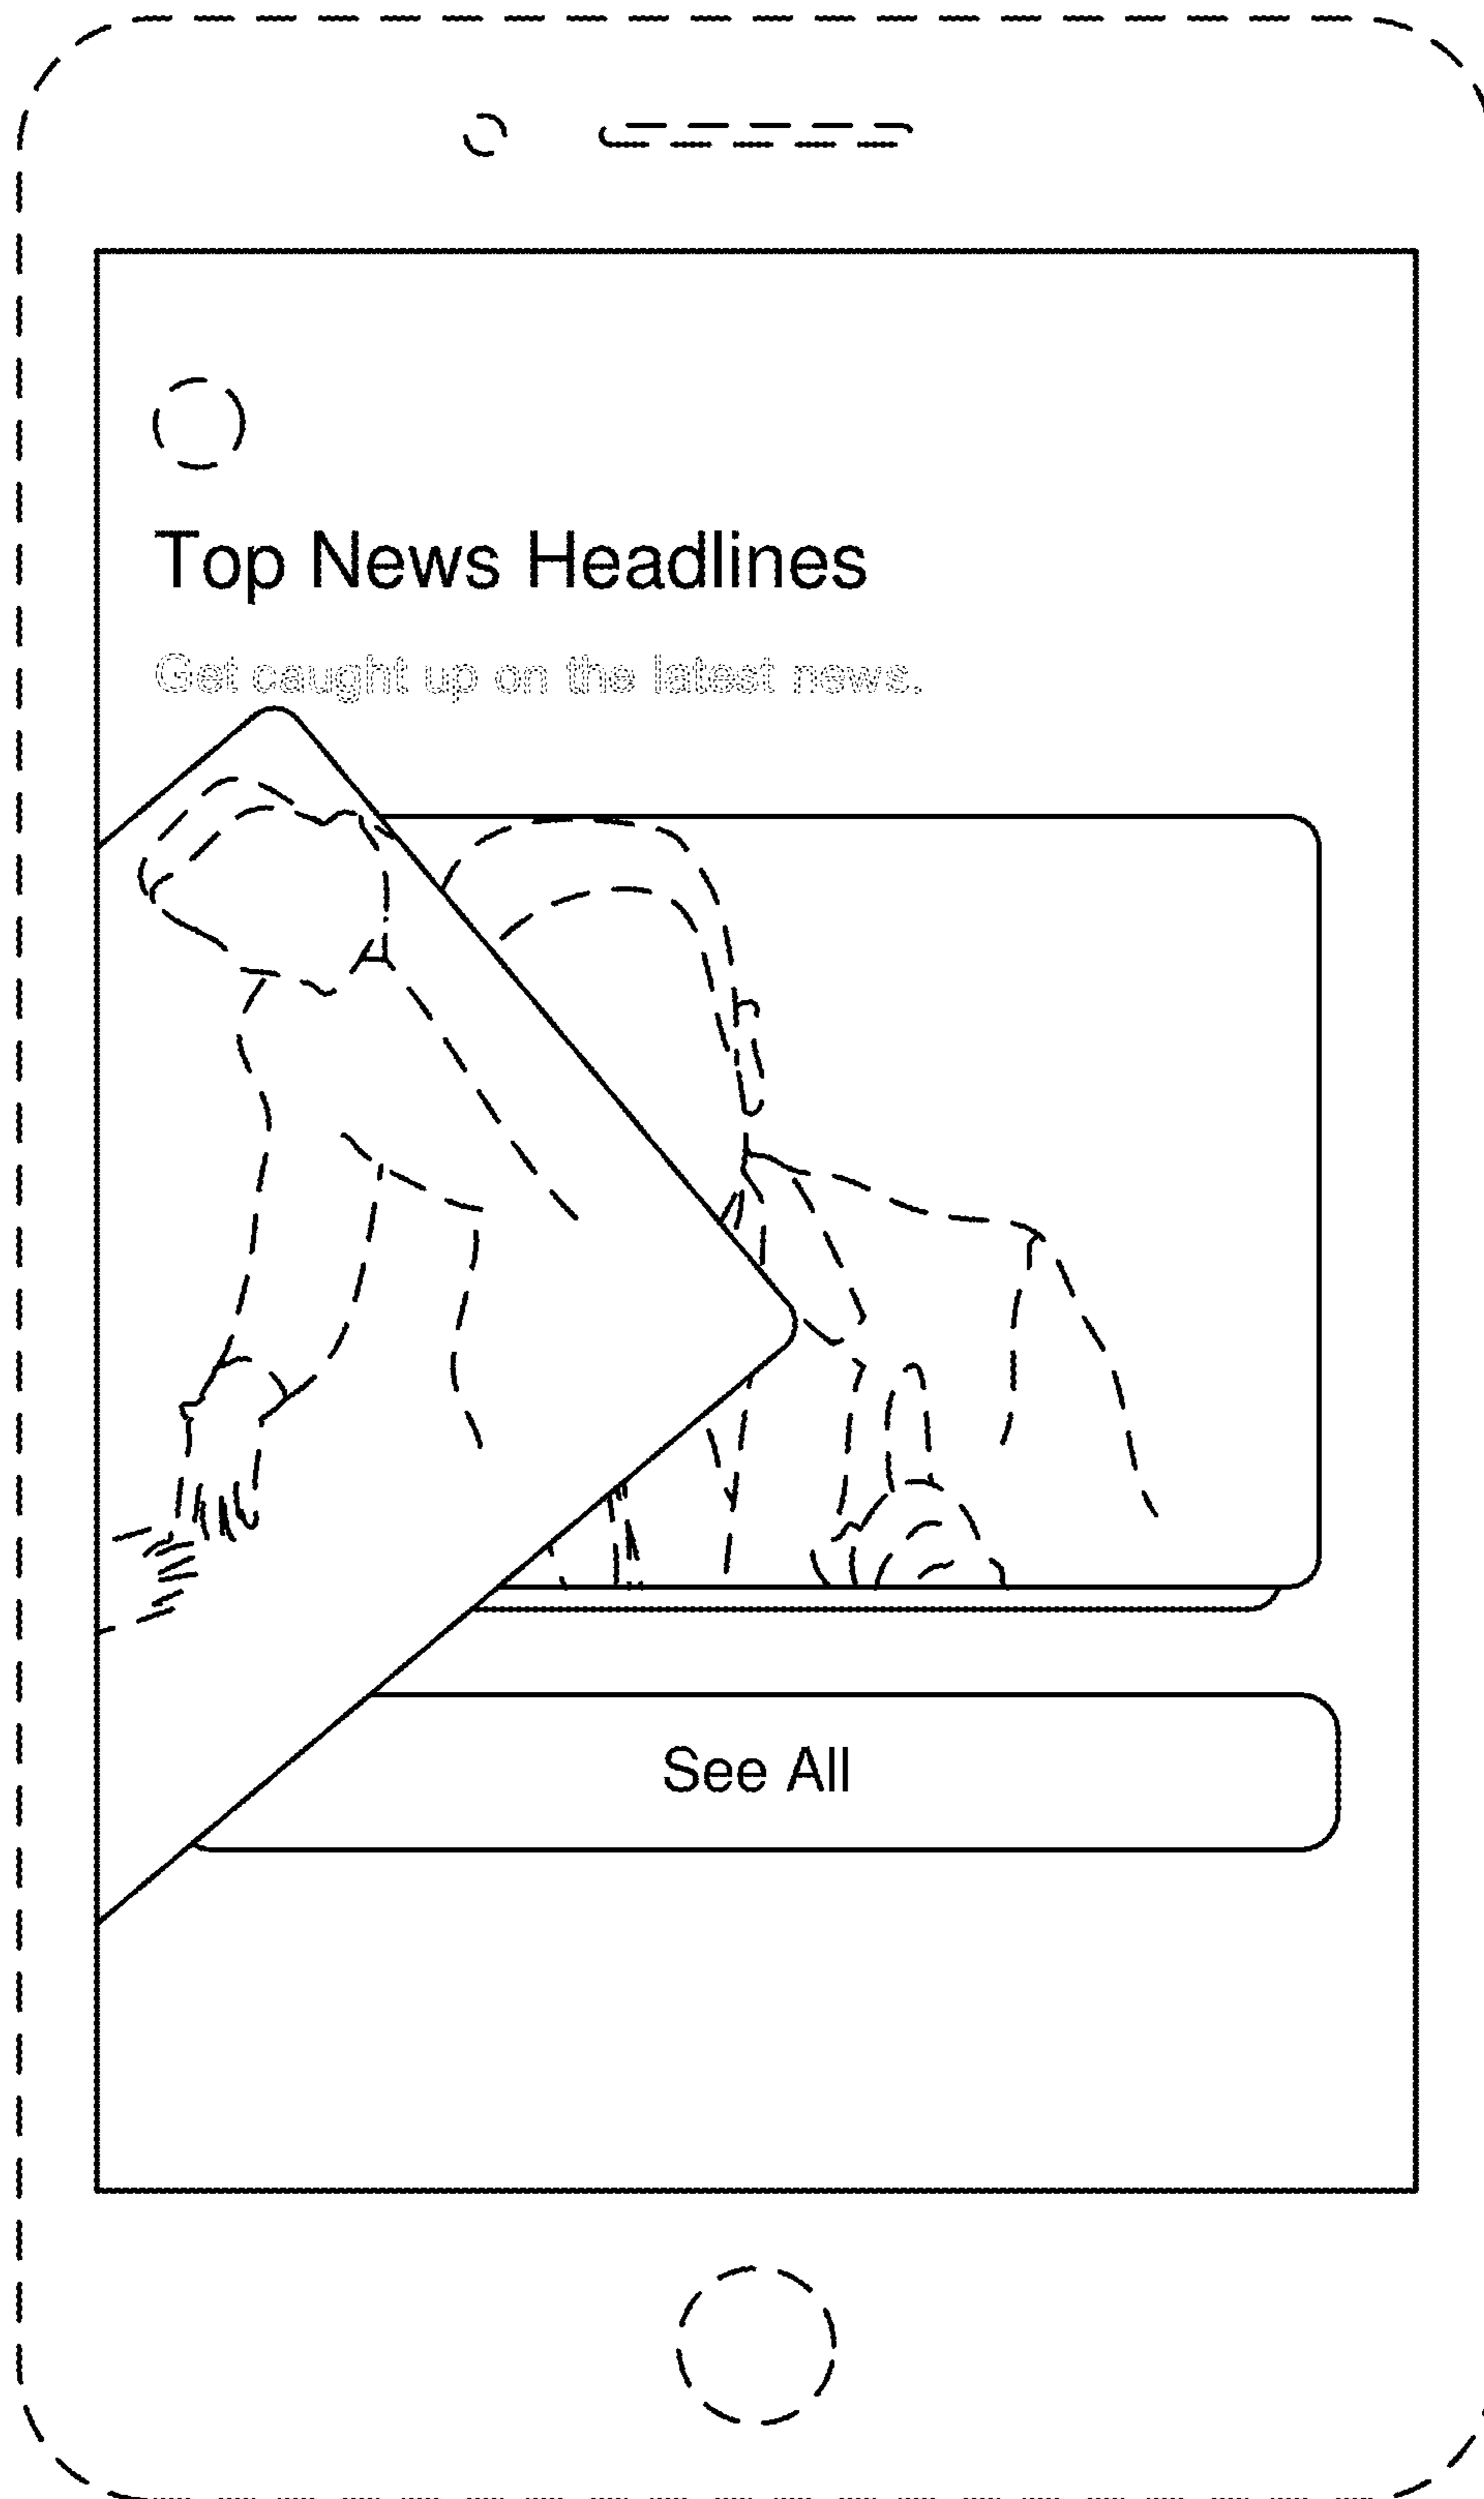 Top News Headlines
Get caught up on the latest news.
See All